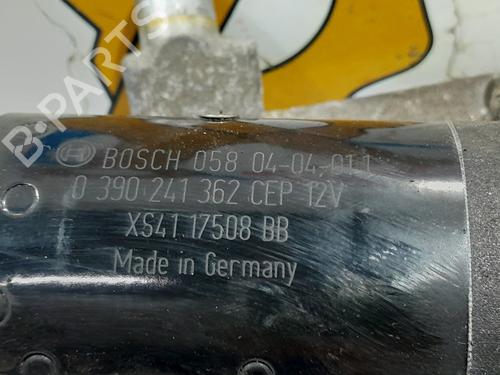 BOSCH 058 04-04-01 1
0 390 241 362 CEP 12V
XS41 17508 BB
Made in Germany
B-Parts